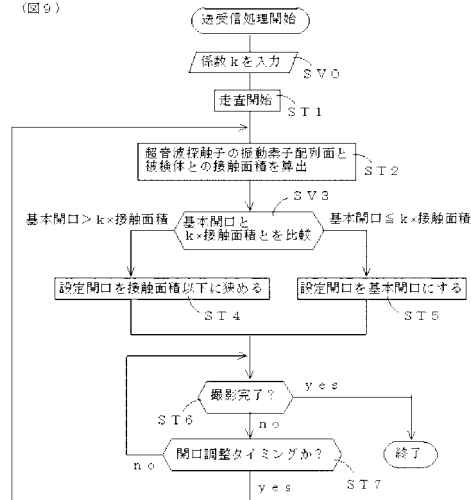 (図9)
送受信処理開始
係数kを入力
SV0
走査開始
ST1
超音波探触子の振動素子配列面と
被検体との接触面積を算出
ST2
SV3
基本開口＞k×接触面積
基本開口と
k×接触面積とを比較
基本開口≦k×接触面積
設定開口を接触面積以下に狭める
ST4
設定開口を基本開口にする
ST5
撮影完了？
yes
ST6
no
終了
開口調整タイミングか？
no
ST7
yes